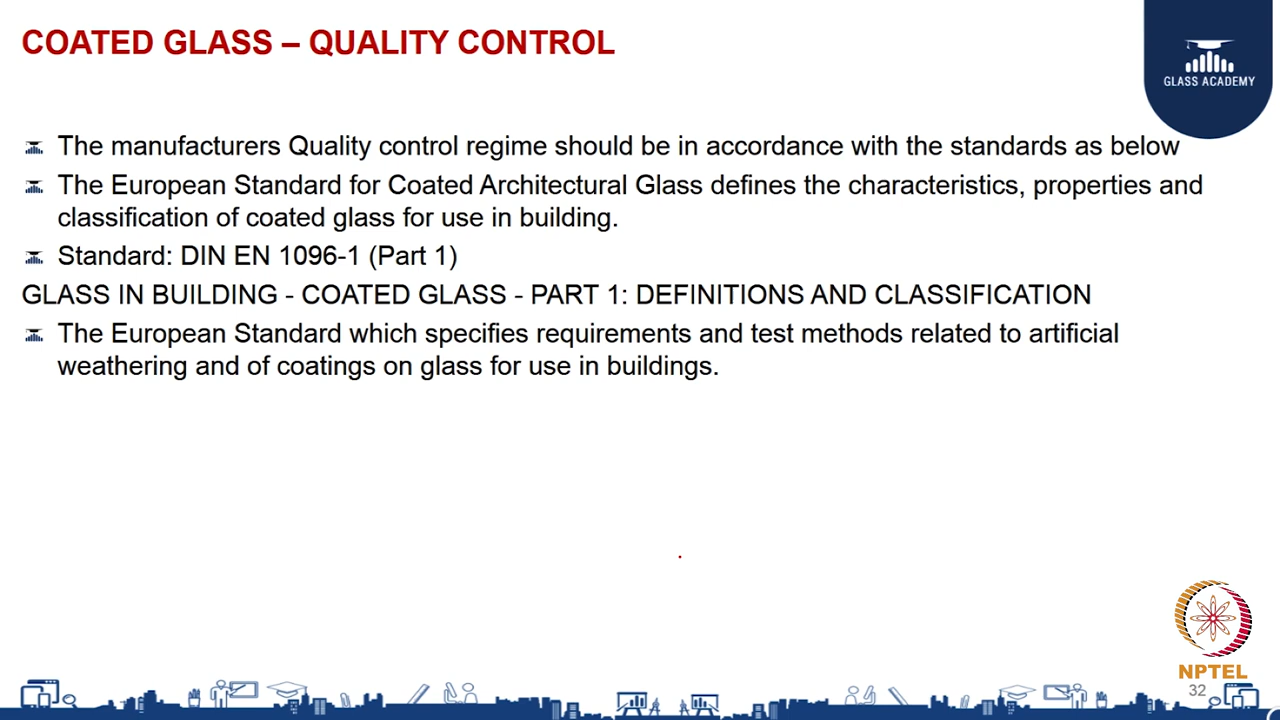 COATED GLASS – QUALITY CONTROL
GLASS ACADEMY
The manufacturers Quality control regime should be in accordance with the standards as below
The European Standard for Coated Architectural Glass defines the characteristics, properties and
classification of coated glass for use in building.
Standard: DIN EN 1096-1 (Part 1)
GLASS IN BUILDING - COATED GLASS - PART 1: DEFINITIONS AND CLASSIFICATION
The European Standard which specifies requirements and test methods related to artificial
weathering and of coatings on glass for use in buildings.
NPTEL
32